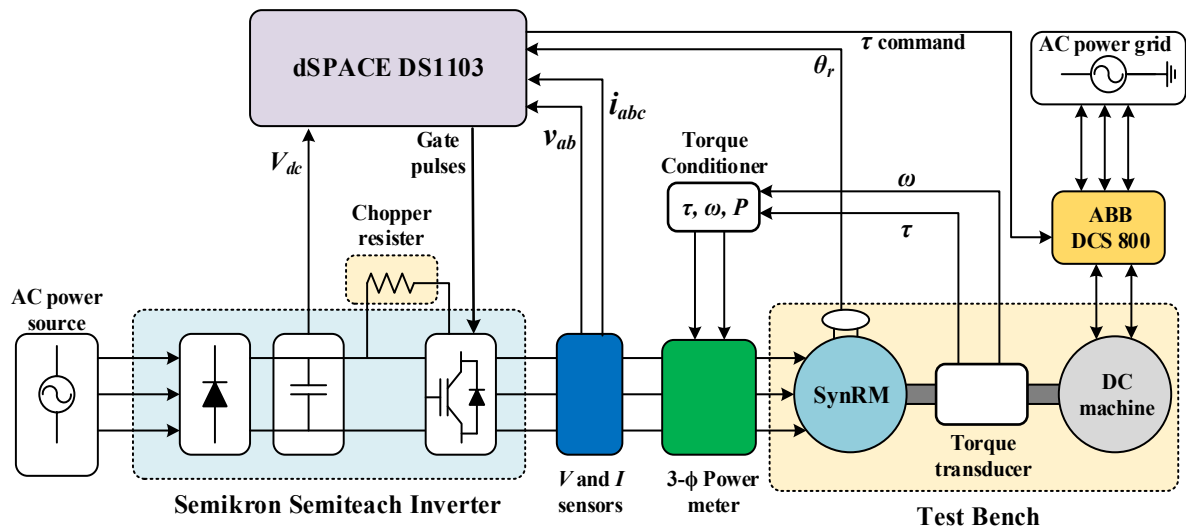 dSPACE DS1103
τ command
θr
AC power grid
iabc
vab
Vdc
Gate
pulses
Torque
Conditioner
τ, ω, P
ω
τ
ABB
DCS 800
Chopper
resister
AC power
source
SynRM
DC
machine
Torque
transducer
Semikron Semiteach Inverter
V and I
sensors
3-ϕ Power
meter
Test Bench